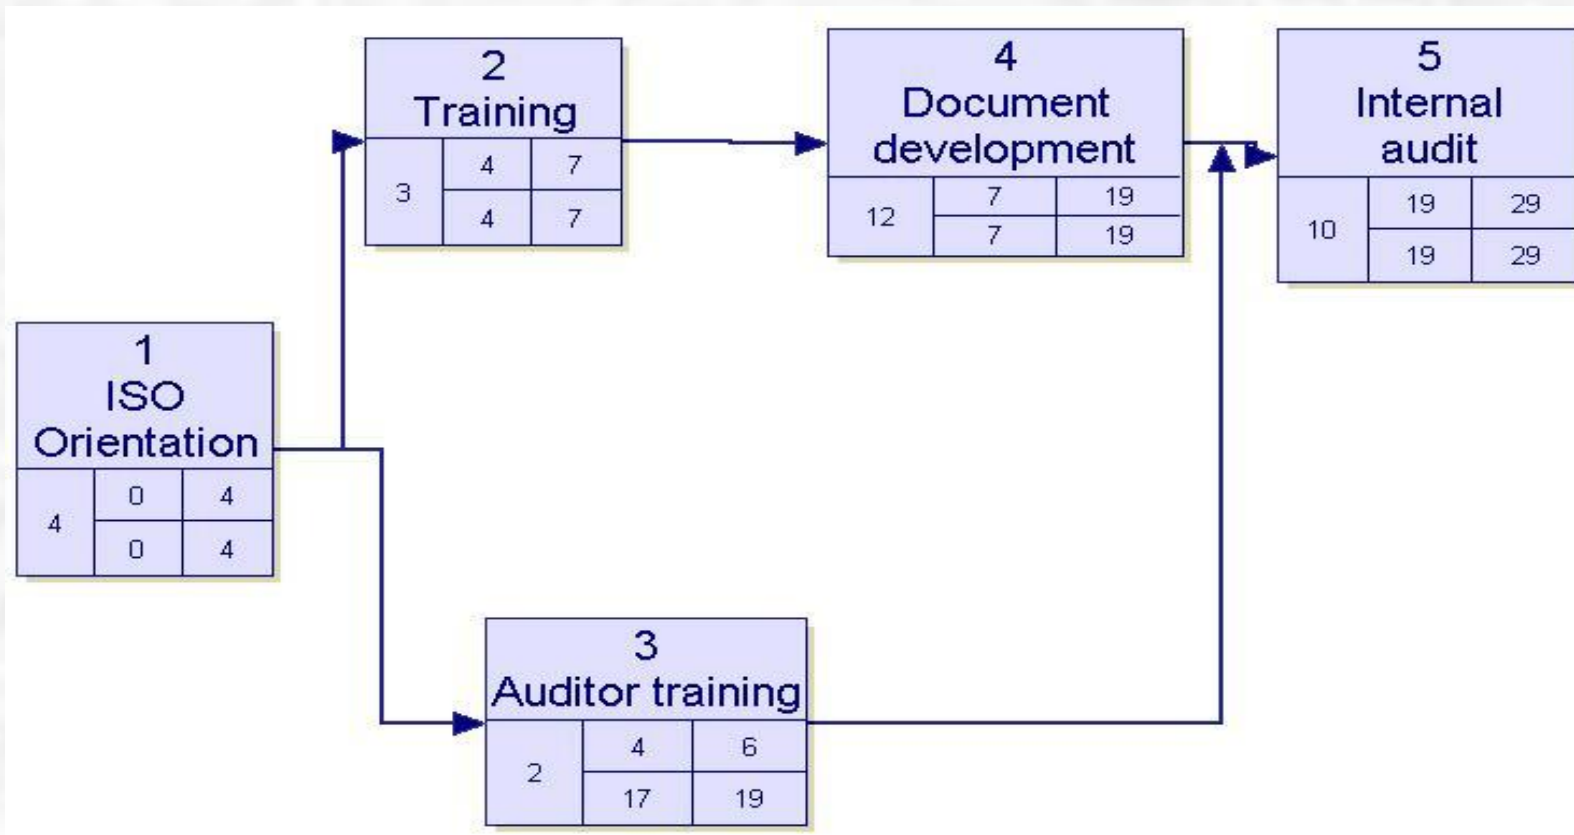 2
Training
3
4 7
4 7
4
Document
development
12
7 19
7 19
5
Internal
audit
10
19 29
19 29
1
ISO
Orientation
4
0 4
0 4
3
Auditor training
2
4 6
17 19